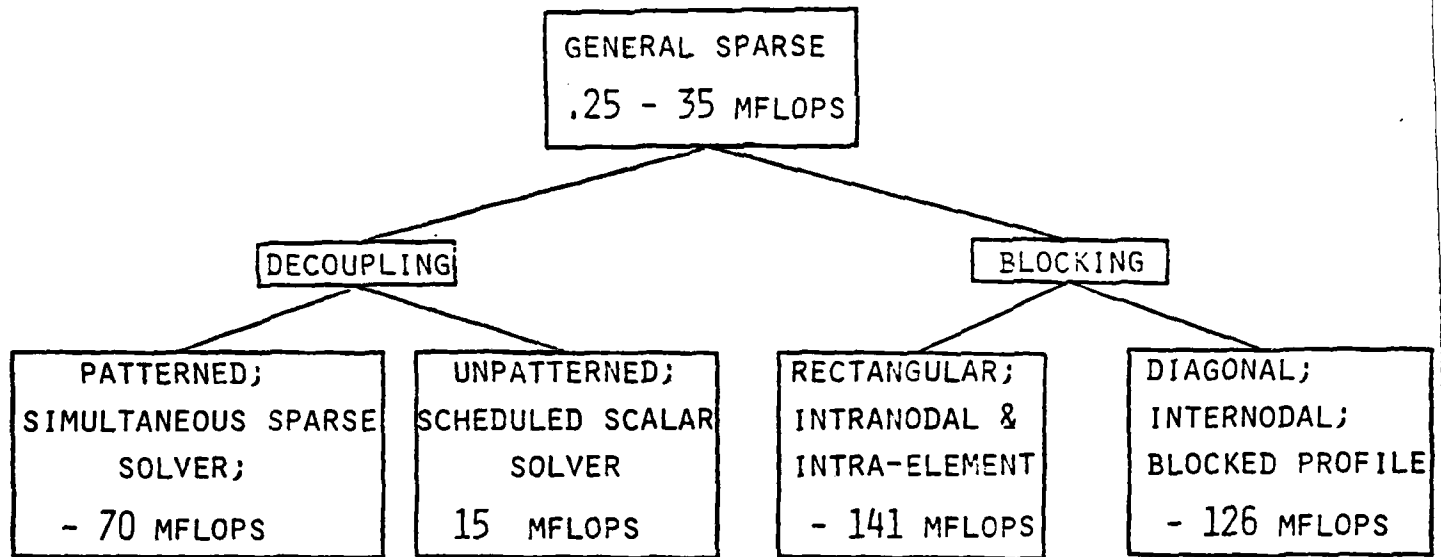 GENERAL SPARSE
.25 - 35 MFLOPS
DECOUPLING
BLOCKING
PATTERNED;
SIMULTANEOUS SPARSE
SOLVER;
- 70 MFLOPS
UNPATTERNED;
SCHEDULED SCALAR
SOLVER
15 MFLOPS
RECTANGULAR;
INTRANODAL &
INTRA-ELEMENT
- 141 MFLOPS
DIAGONAL;
INTERNODAL;
BLOCKED PROFILE
- 126 MFLOPS